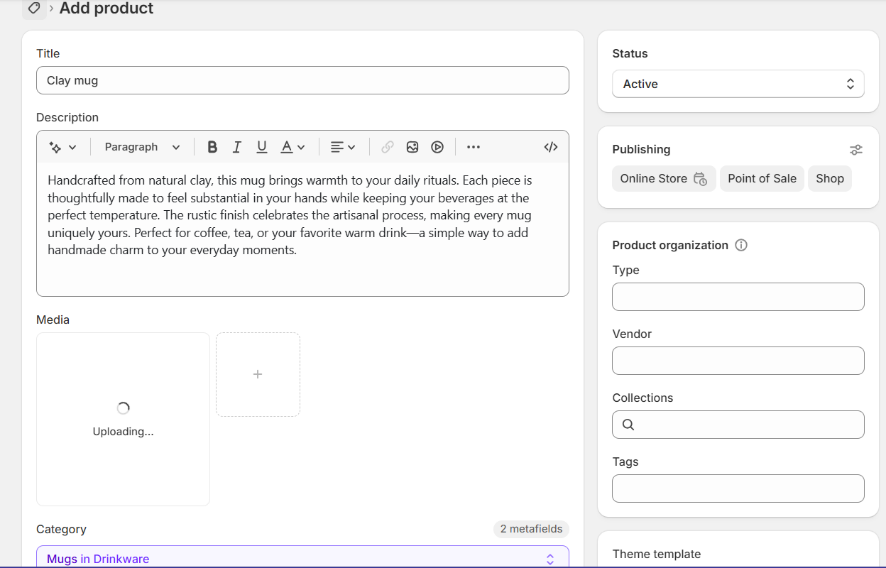 Add product
Title
Clay mug
Description
Paragraph B I U A
Handcrafted from natural clay, this mug brings warmth to your daily rituals. Each piece is
thoughtfully made to feel substantial in your hands while keeping your beverages at the
perfect temperature. The rustic finish celebrates the artisanal process, making every mug
uniquely yours. Perfect for coffee, tea, or your favorite warm drink—a simple way to add
handmade charm to your everyday moments.
Media
Uploading...
Category
2 metafields
Mugs in Drinkware
Status
Active
Publishing
Online Store
Point of Sale
Shop
Product organization
Type
Vendor
Collections
Tags
Theme template